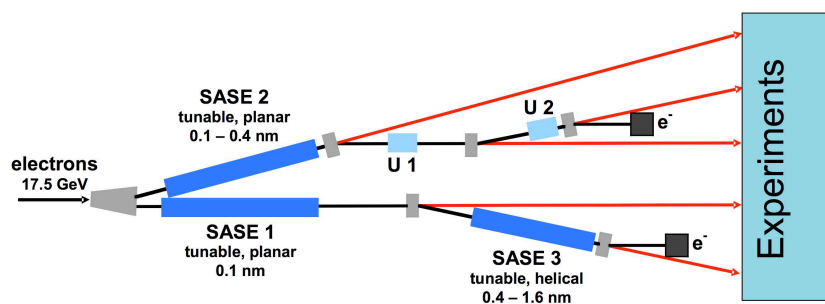 SASE 2
tunable, planar
0.1 – 0.4 nm
U 2
e-
electrons
17.5 GeV
U 1
SASE 1
tunable, planar
0.1 nm
SASE 3
tunable, helical
0.4 – 1.6 nm
e-
Experiments